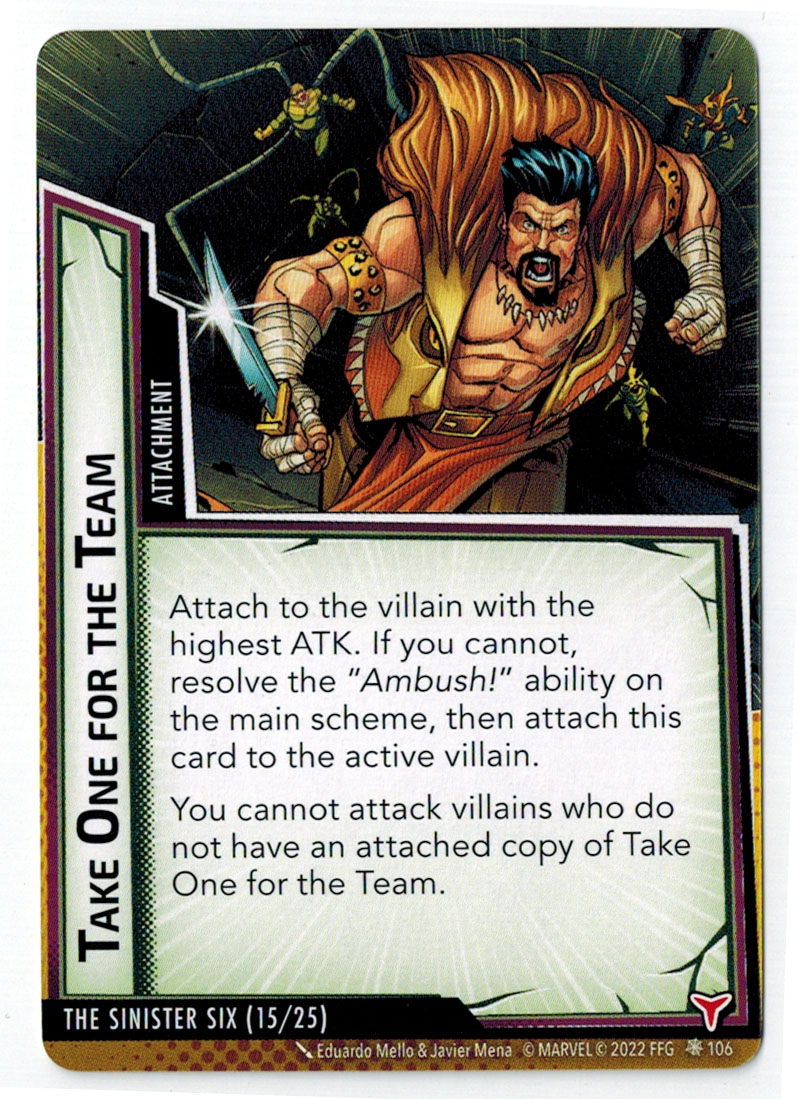 ATTACHMENT
TAKE ONE FOR THE TEAM
Attach to the villain with the
highest ATK. If you cannot,
resolve the "Ambush!" ability on
the main scheme, then attach this
card to the active villain.
You cannot attack villains who do
not have an attached copy of Take
One for the Team.
THE SINISTER SIX (15/25)
Eduardo Mello & Javier Mena © MARVEL © 2022 FFG 106